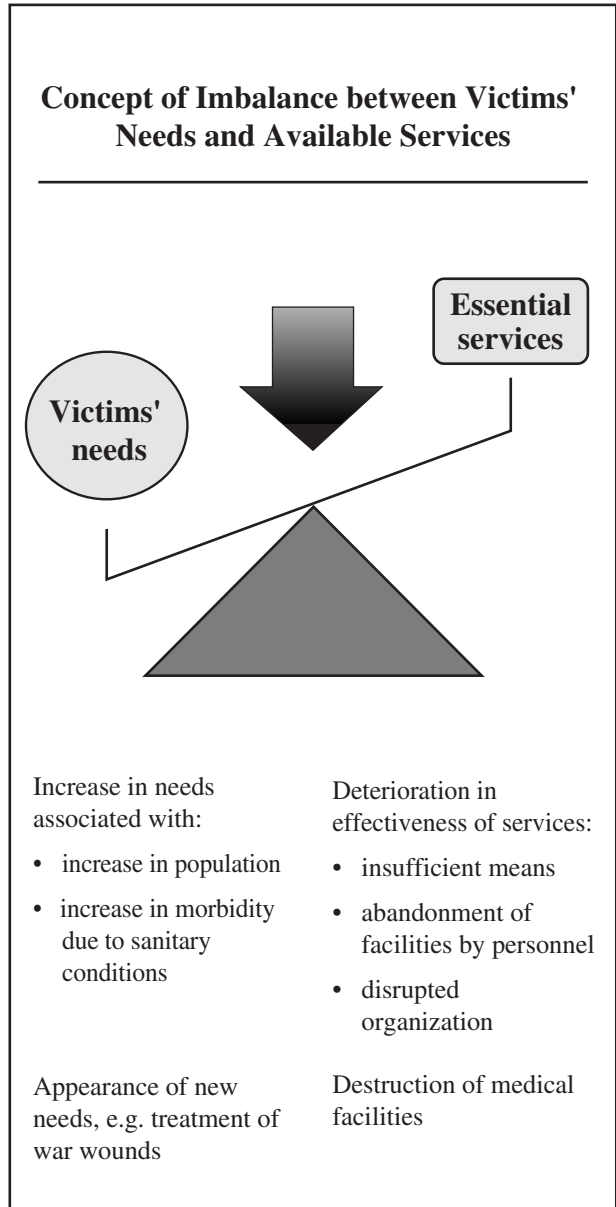 Concept of Imbalance between Victims'
Needs and Available Services
Essential
services
Victims'
needs
Increase in needs
associated with:
• increase in population
• increase in morbidity
due to sanitary
conditions
Appearance of new
needs, e.g. treatment of
war wounds
Deterioration in
effectiveness of services:
• insufficient means
• abandonment of
facilities by personnel
• disrupted
organization
Destruction of medical
facilities